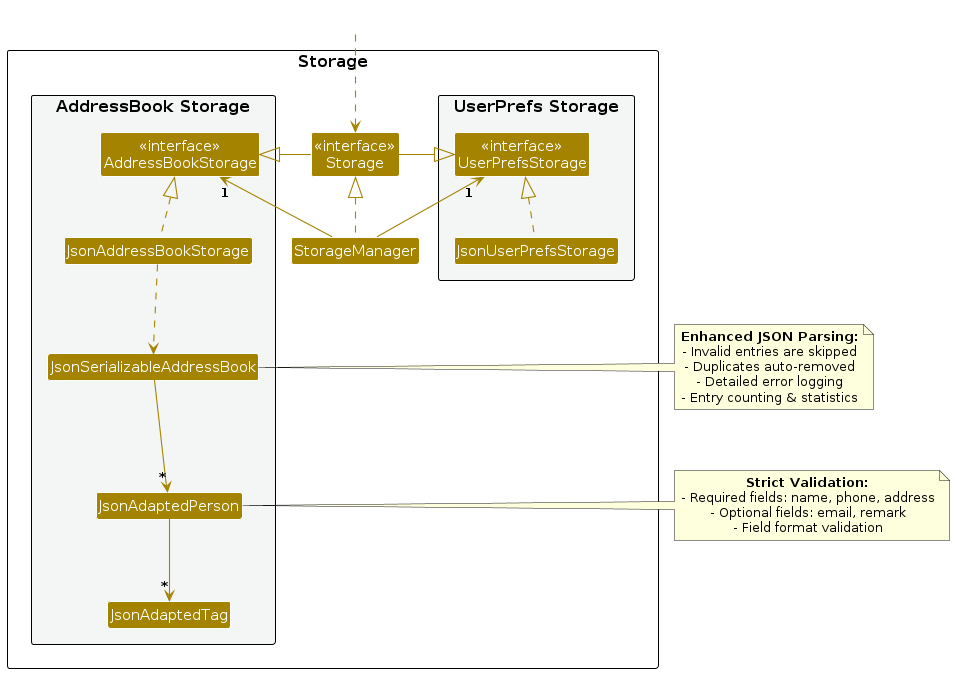 Storage
AddressBook Storage
UserPrefs Storage
«interface»
AddressBookStorage
«interface»
Storage
«interface»
UserPrefsStorage
1
1
JsonAddressBookStorage
StorageManager
JsonUserPrefsStorage
JsonSerializableAddressBook
Enhanced JSON Parsing:
- Invalid entries are skipped
- Duplicates auto-removed
- Detailed error logging
- Entry counting & statistics
*
JsonAdaptedPerson
Strict Validation:
- Required fields: name, phone, address
- Optional fields: email, remark
- Field format validation
*
JsonAdaptedTag